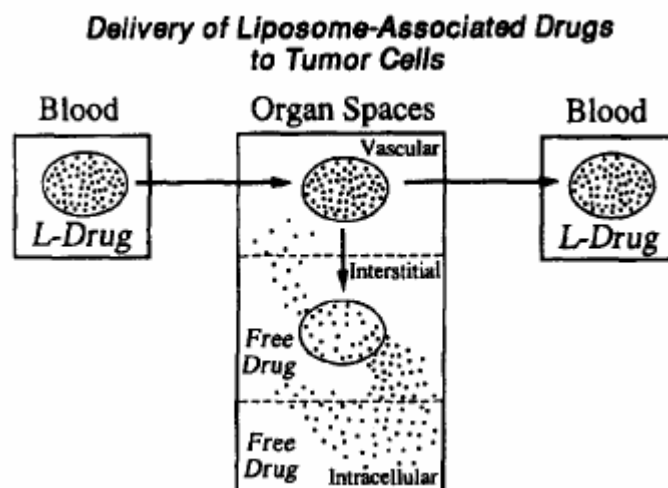 Delivery of Liposome-Associated Drugs
to Tumor Cells
Blood
Organ Spaces
Blood
Vascular
L-Drug
L-Drug
Interstitial
Free
Drug
Free
Drug
Intracellular